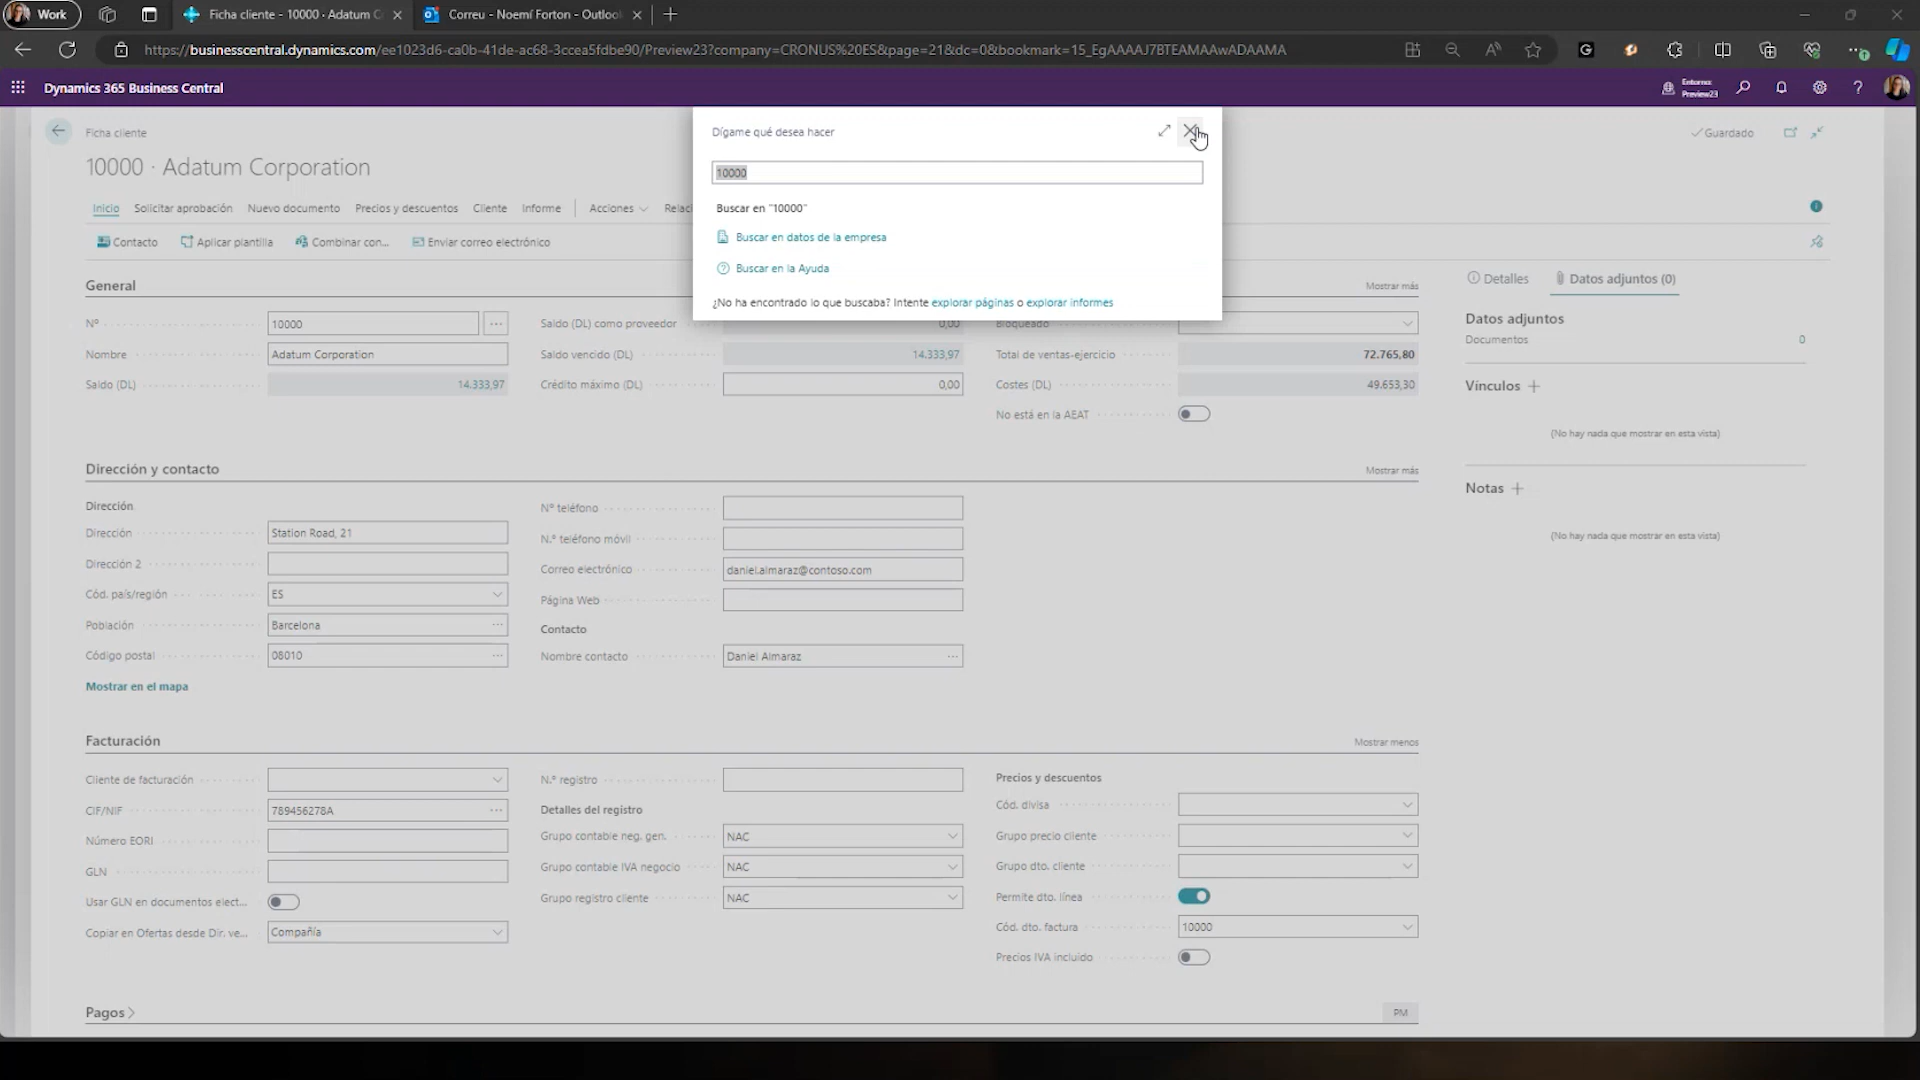 Work
Ficha cliente - 10000 · Adatum C
Correu - Noemí Forton - Outlook
https://businesscentral.dynamics.com/ee1023d6-ca0b-41de-ac68-3ccea5fdbe90/Preview23?company=CRONUS%20ES&page=21&dc=0&bookmark=15_EgAAAAJ7BTEAMAAwADAAMA
Dynamics 365 Business Central
Entorno:
Preview23
Dígame qué desea hacer
10000
Buscar en "10000"
Buscar en datos de la empresa
Buscar en la Ayuda
¿No ha encontrado lo que buscaba? Intente explorar páginas o explorar informes
Ficha cliente
Guardado
10000 · Adatum Corporation
Inicio Solicitar aprobación Nuevo documento Precios y descuentos Cliente Informe Acciones Relaci
Contacto Aplicar plantilla Combinar con... Enviar correo electrónico
General
Mostrar más
Nº 10000
Nombre Adatum Corporation
Saldo (DL) 14.333,97
Saldo (DL) como proveedor 0,00
Saldo vencido (DL) 14.333,97
Crédito máximo (DL) 0,00
Bloqueado
Total de ventas-ejercicio 72.765,80
Costes (DL) 49.653,30
No está en la AEAT
Dirección y contacto
Mostrar más
Dirección
Dirección Station Road, 21
Dirección 2
Cód. país/región ES
Población Barcelona
Código postal 08010
Mostrar en el mapa
Nº teléfono
N.º teléfono móvil
Correo electrónico daniel.almaraz@contoso.com
Página Web
Contacto
Nombre contacto Daniel Almaraz
Facturación
Mostrar menos
Cliente de facturación
CIF/NIF 789456278A
Número EORI
GLN
Usar GLN en documentos elect...
Copiar en Ofertas desde Dir. ve... Compañía
N.º registro
Detalles del registro
Grupo contable neg. gen. NAC
Grupo contable IVA negocio NAC
Grupo registro cliente NAC
Precios y descuentos
Cód. divisa
Grupo precio cliente
Grupo dto. cliente
Permite dto. línea
Cód. dto. factura 10000
Precios IVA incluido
Pagos
PM
Detalles Datos adjuntos (0)
Datos adjuntos
Documentos 0
Vínculos
(No hay nada que mostrar en esta vista)
Notas
(No hay nada que mostrar en esta vista)